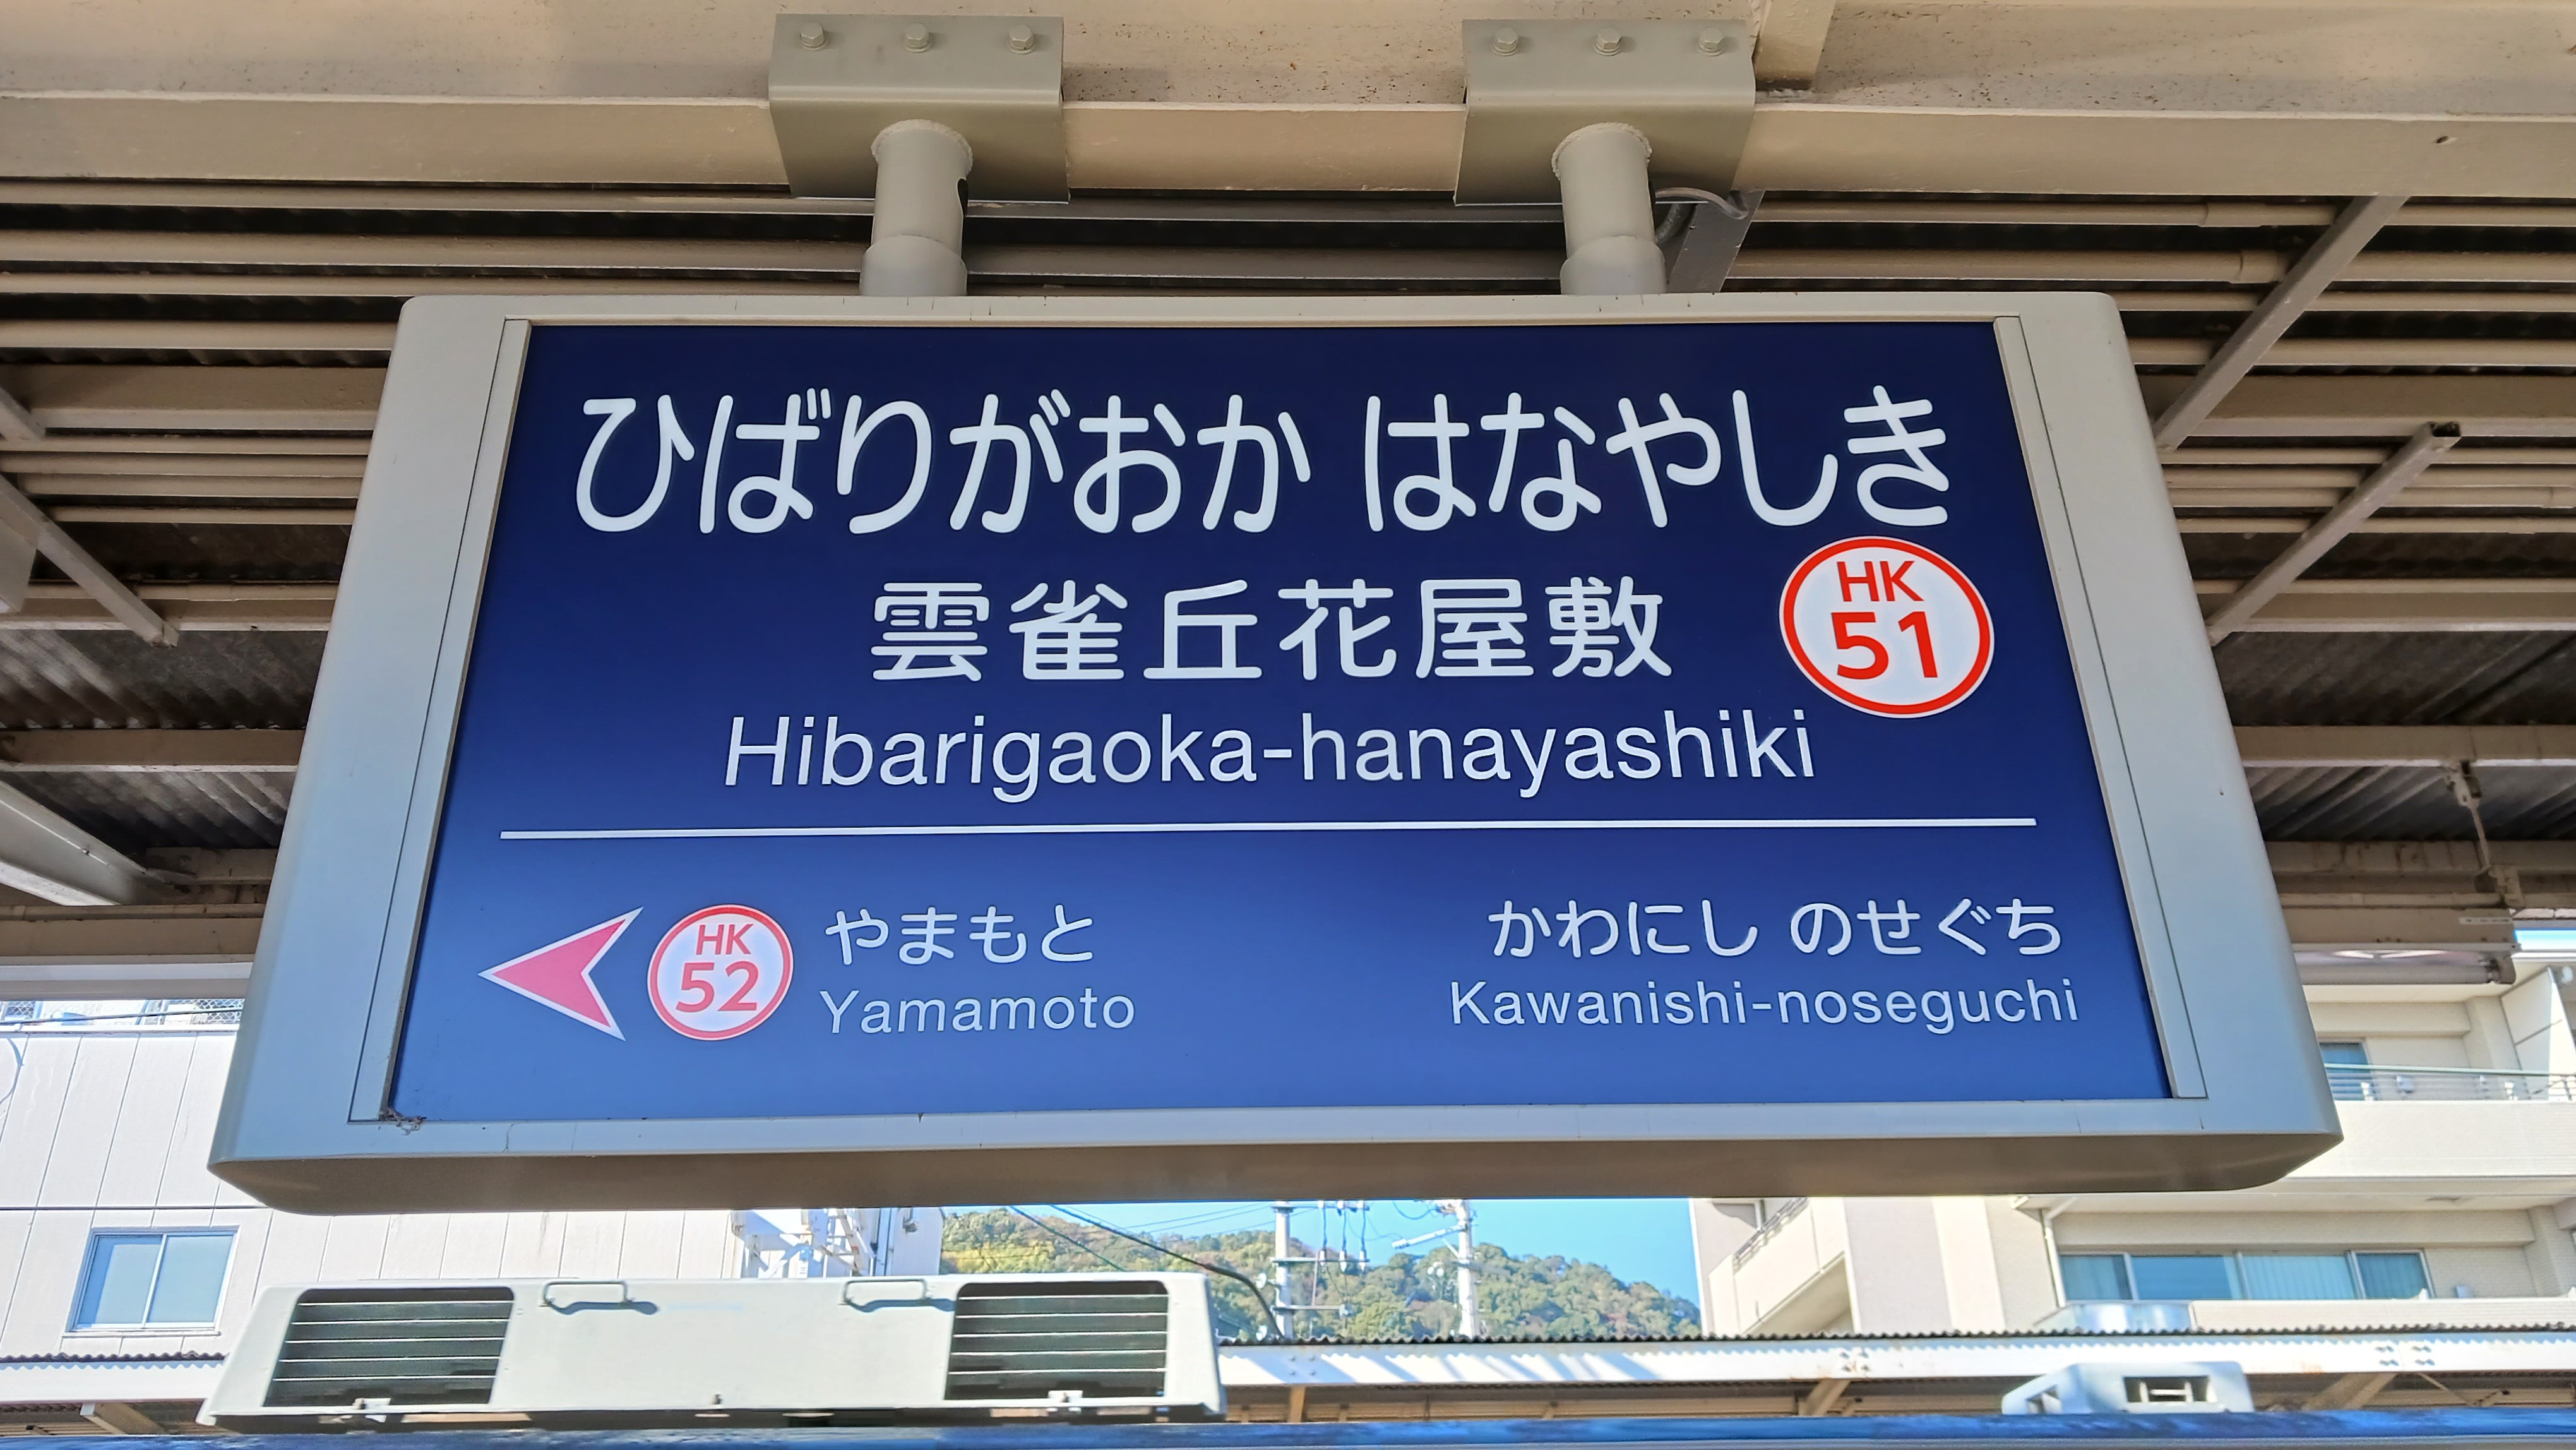 ひばりがおか はなやしき
雲雀丘花屋敷
HK
51
Hibarigaoka-hanayashiki
HK
52
やまもと
Yamamoto
かわにし のせぐち
Kawanishi-noseguchi